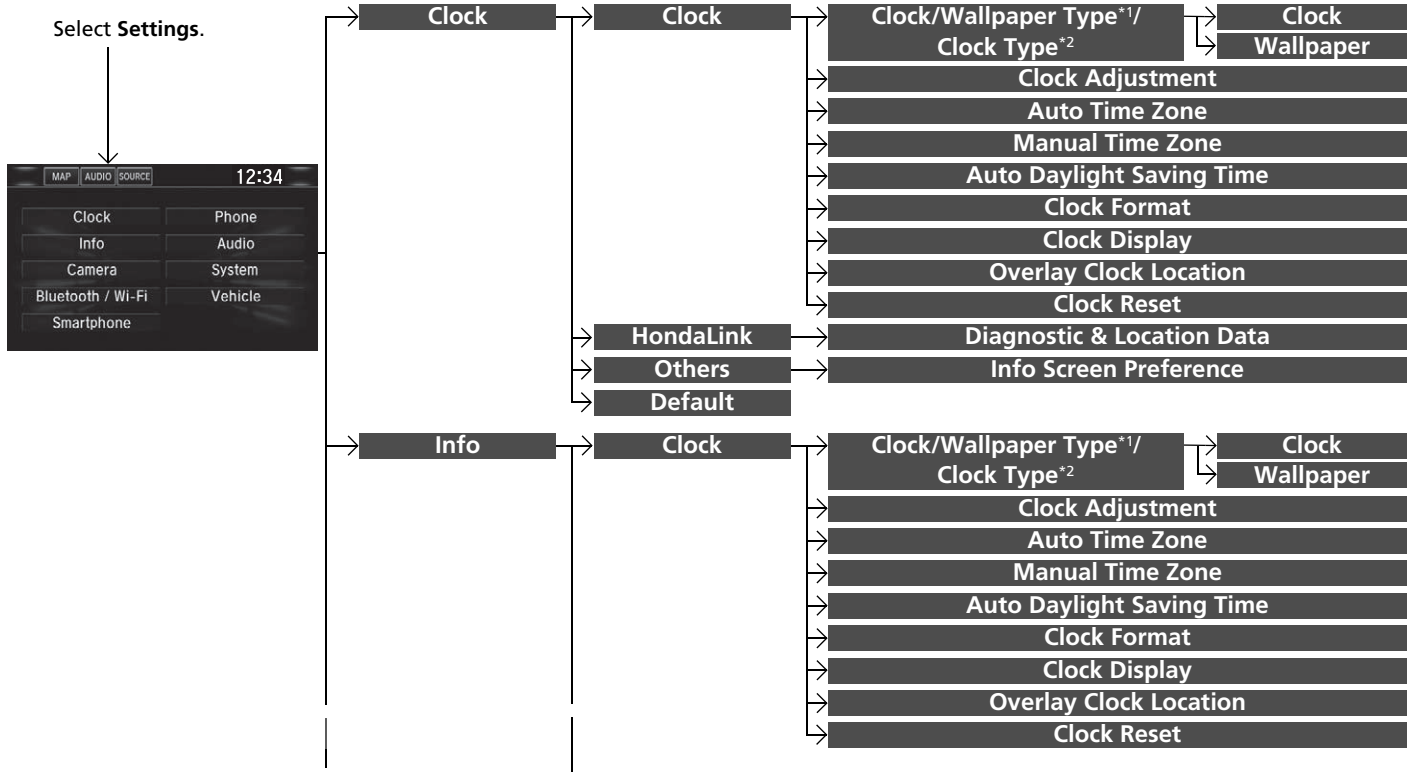 Select Settings.
MAP AUDIO SOURCE 12:34
Clock Phone
Info Audio
Camera System
Bluetooth / Wi-Fi Vehicle
Smartphone
Clock
Clock
Clock/Wallpaper Type*1/
Clock Type*2
Clock
Wallpaper
Clock Adjustment
Auto Time Zone
Manual Time Zone
Auto Daylight Saving Time
Clock Format
Clock Display
Overlay Clock Location
Clock Reset
HondaLink
Diagnostic & Location Data
Others
Info Screen Preference
Default
Info
Clock
Clock/Wallpaper Type*1/
Clock Type*2
Clock
Wallpaper
Clock Adjustment
Auto Time Zone
Manual Time Zone
Auto Daylight Saving Time
Clock Format
Clock Display
Overlay Clock Location
Clock Reset